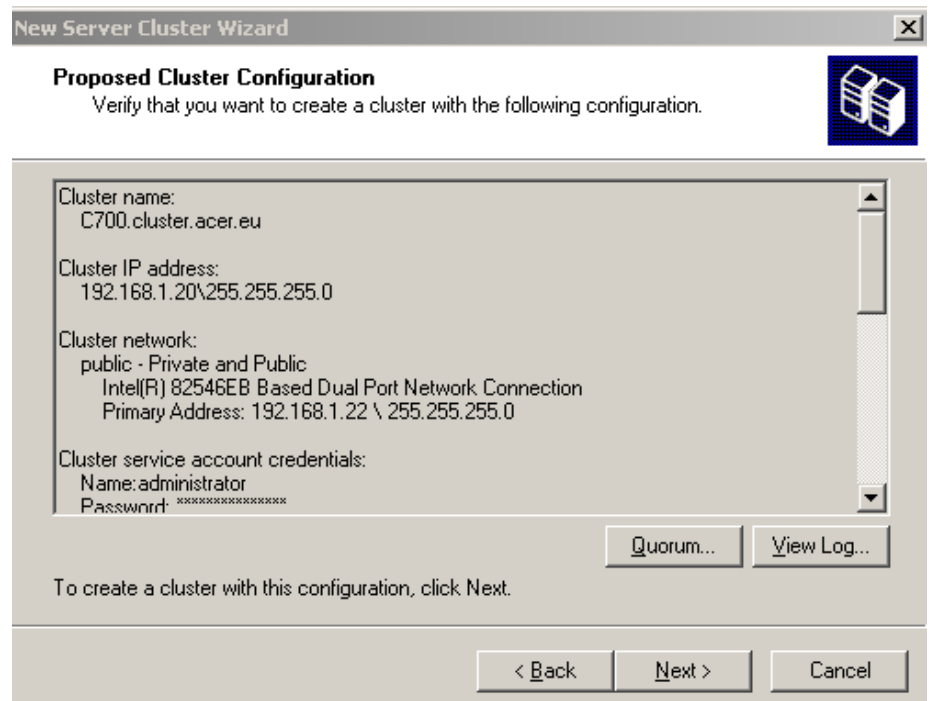 New Server Cluster Wizard
Proposed Cluster Configuration
Verify that you want to create a cluster with the following configuration.
Cluster name:
C700.cluster.acer.eu
Cluster IP address:
192.168.1.20\255.255.255.0
Cluster network:
public - Private and Public
Intel(R) 82546EB Based Dual Port Network Connection
Primary Address: 192.168.1.22 \ 255.255.255.0
Cluster service account credentials:
Name:administrator
Password: ***************
Quorum... View Log...
To create a cluster with this configuration, click Next.
< Back Next > Cancel